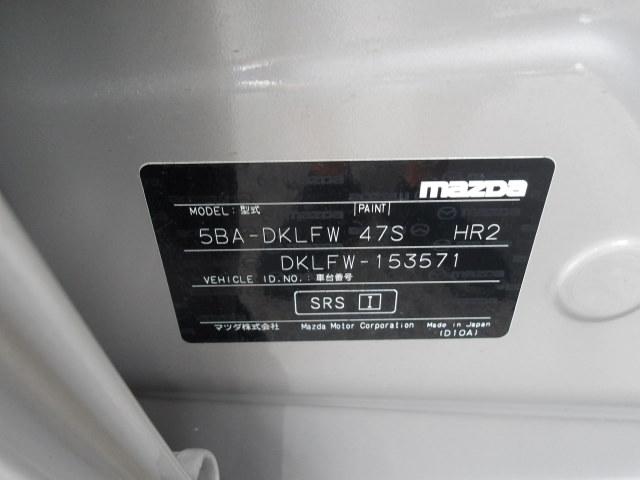 mazda
MODEL: 型式 PAINT
5BA-DKLFW 47S HR2
DKLFW-153571
VEHICLE ID.NO.: 車台番号
SRS I
マツダ株式会社 Mazda Motor Corporation Made in Japan
(D10A)